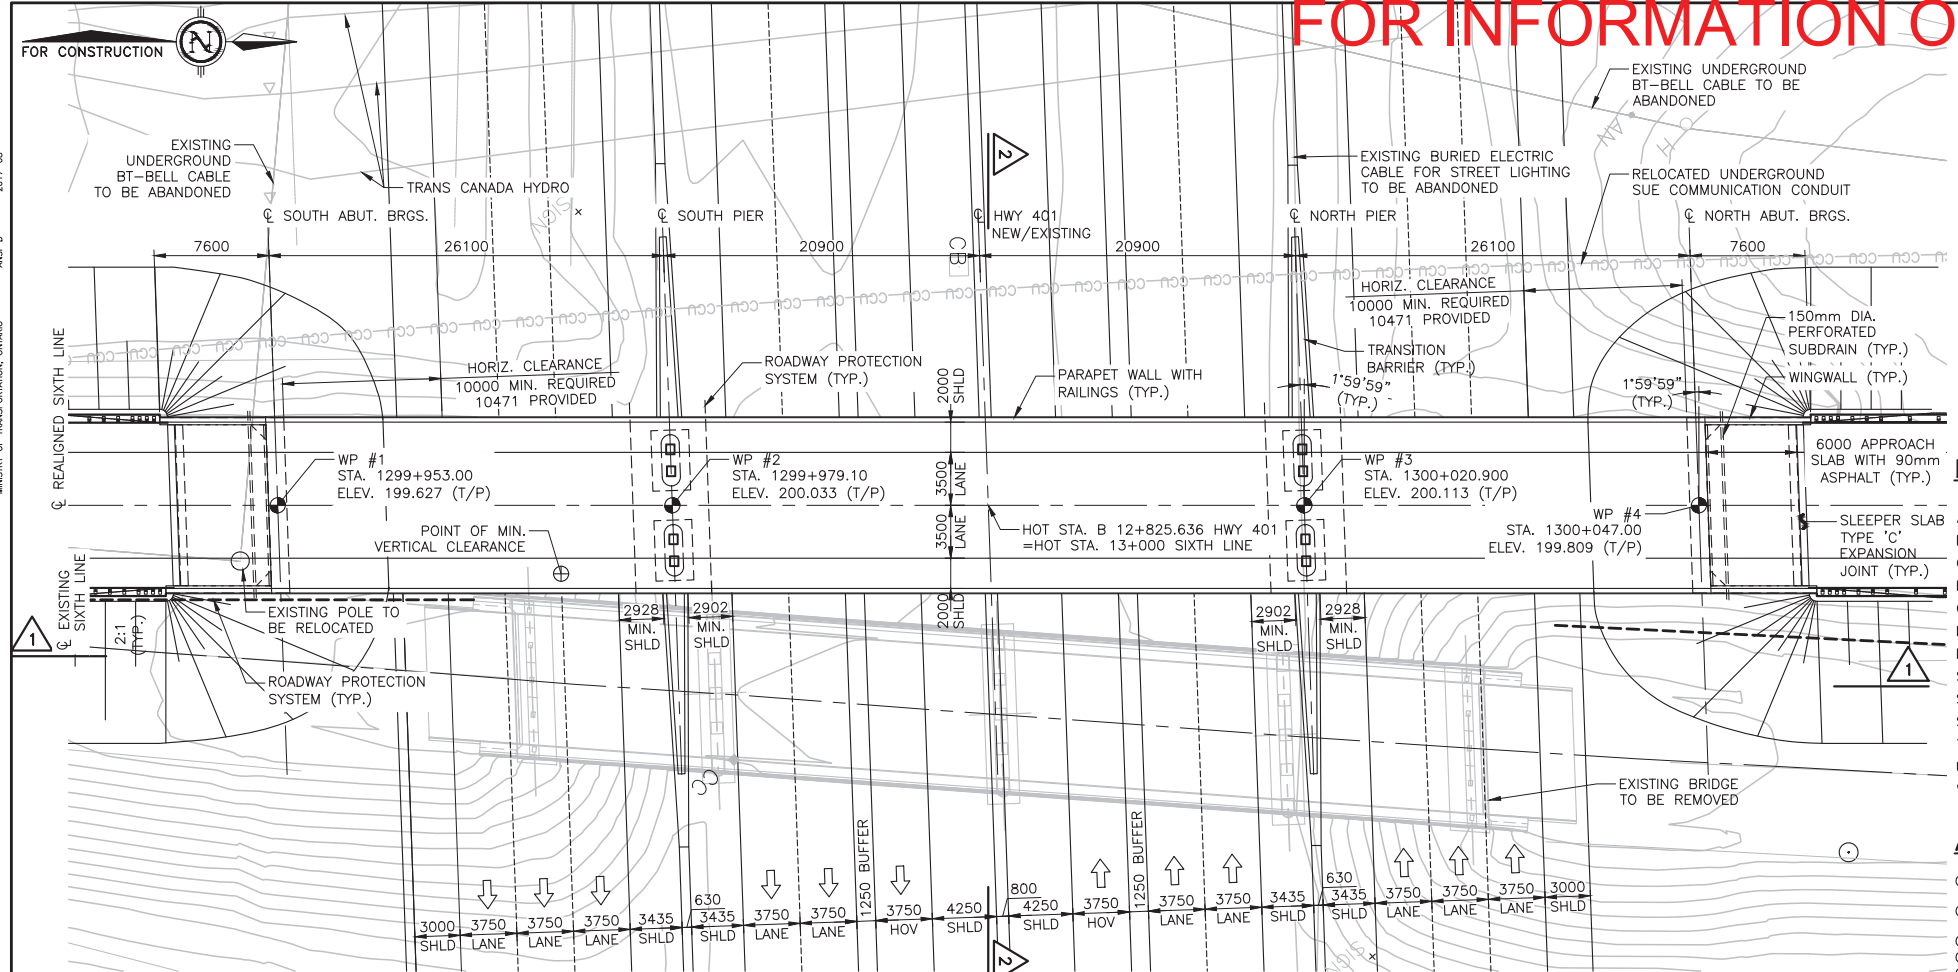 FOR INFORMATION O
FOR CONSTRUCTION
N
EXISTING
UNDERGROUND
BT-BELL CABLE
TO BE ABANDONED
TRANS CANADA HYDRO
2
EXISTING UNDERGROUND
BT-BELL CABLE TO BE
ABANDONED
EXISTING BURIED ELECTRIC
CABLE FOR STREET LIGHTING
TO BE ABANDONED
RELOCATED UNDERGROUND
SUE COMMUNICATION CONDUIT
℄ SOUTH ABUT. BRGS.
℄ SOUTH PIER
℄ HWY 401
NEW/EXISTING
℄ NORTH PIER
℄ NORTH ABUT. BRGS.
7600
26100
20900
20900
26100
7600
CB
HORIZ. CLEARANCE
10000 MIN. REQUIRED
10471 PROVIDED
HORIZ. CLEARANCE
10000 MIN. REQUIRED
10471 PROVIDED
ROADWAY PROTECTION
SYSTEM (TYP.)
2000
SHLD
PARAPET WALL WITH
RAILINGS (TYP.)
TRANSITION
BARRIER (TYP.)
1°59'59"
(TYP.)
1°59'59"
(TYP.)
150mm DIA.
PERFORATED
SUBDRAIN (TYP.)
WINGWALL (TYP.)
℄ REALIGNED SIXTH LINE
WP #1
STA. 1299+953.00
ELEV. 199.627 (T/P)
WP #2
STA. 1299+979.10
ELEV. 200.033 (T/P)
3500
LANE
3500
LANE
WP #3
STA. 1300+020.900
ELEV. 200.113 (T/P)
WP #4
STA. 1300+047.00
ELEV. 199.809 (T/P)
6000 APPROACH
SLAB WITH 90mm
ASPHALT (TYP.)
POINT OF MIN.
VERTICAL CLEARANCE
HOT STA. B 12+825.636 HWY 401
=HOT STA. 13+000 SIXTH LINE
SLEEPER SLAB
TYPE 'C'
EXPANSION
JOINT (TYP.)
℄ EXISTING
SIXTH LINE
1
2:1
(TYP.)
EXISTING POLE TO
BE RELOCATED
ROADWAY PROTECTION
SYSTEM (TYP.)
2928
MIN.
SHLD
2902
MIN.
SHLD
2000
SHLD
2902
MIN.
SHLD
2928
MIN.
SHLD
1
EXISTING BRIDGE
TO BE REMOVED
1250 BUFFER
1250 BUFFER
3000
SHLD
3750
LANE
3750
LANE
3750
LANE
3435
SHLD
630
3435
SHLD
3750
LANE
3750
LANE
3750
HOV
4250
SHLD
800
4250
SHLD
3750
HOV
3750
LANE
3750
LANE
3435
SHLD
630
3435
SHLD
3750
LANE
3750
LANE
3750
LANE
3000
SHLD
2